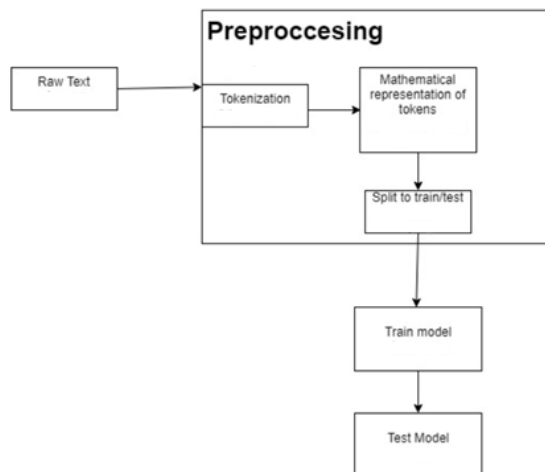 Preproccesing
Raw Text
Tokenization
Mathematical
representation of
tokens
Split to train/test
Train model
Test Model